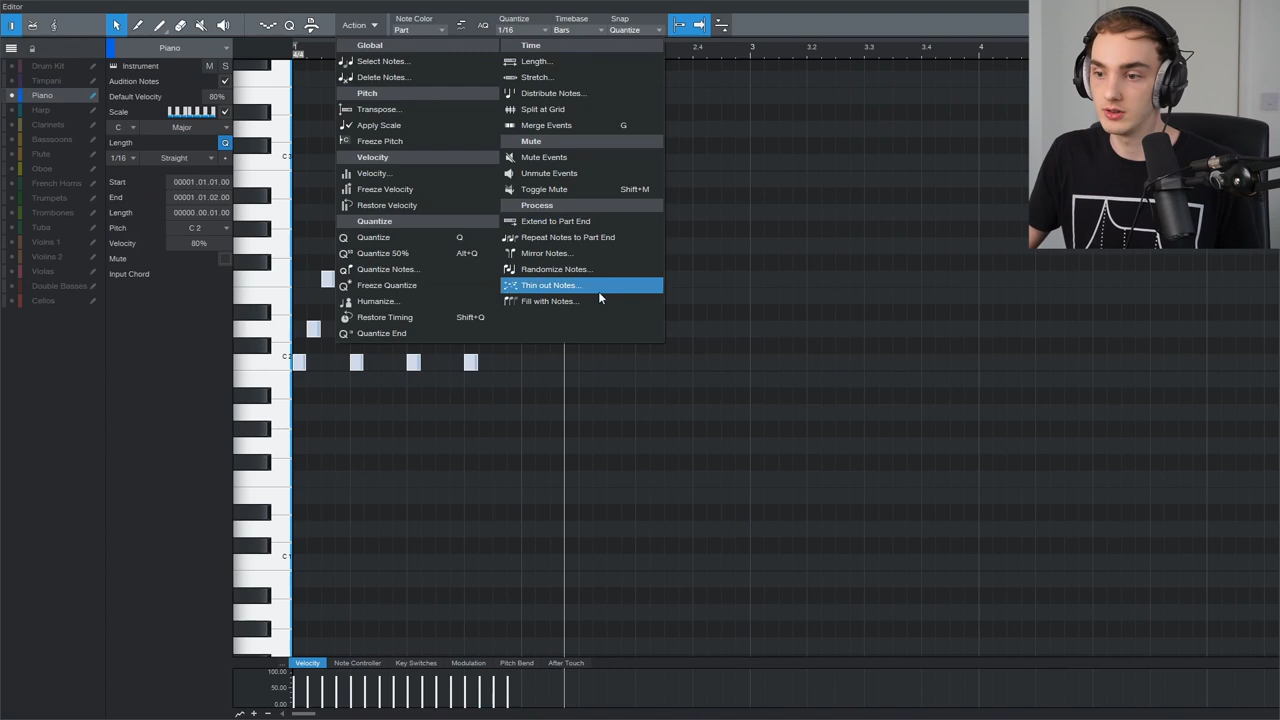 Editor
Action
Note Color
Part
AQ
Quantize
1/16
Timebase
Bars
Snap
Quantize
Piano
Drum Kit
Timpani
Piano
Harp
Clarinets
Bassoons
Flute
Oboe
French Horns
Trumpets
Trombones
Tuba
Violins 1
Violins 2
Violas
Double Basses
Cellos
Instrument M S
Audition Notes
Default Velocity 80%
Scale
C Major
Length Q
1/16 Straight
Start 00001.01.01.00
End 00001.01.02.00
Length 00000.00.01.00
Pitch C 2
Velocity 80%
Mute
Input Chord
4/4
2.4 3 3.2 3.3 3.4 4
C 1
Global
Select Notes...
Delete Notes...
Pitch
Transpose...
Apply Scale
Freeze Pitch
Velocity
Velocity...
Freeze Velocity
Restore Velocity
Quantize
Quantize Q
Quantize 50% Alt+Q
Quantize Notes...
Freeze Quantize
Humanize...
Restore Timing Shift+Q
Quantize End
Time
Length...
Stretch...
Distribute Notes...
Split at Grid
Merge Events G
Mute
Mute Events
Unmute Events
Toggle Mute Shift+M
Process
Extend to Part End
Repeat Notes to Part End
Mirror Notes...
Randomize Notes...
Thin out Notes...
Fill with Notes...
Velocity Note Controller Key Switches Modulation Pitch Bend After Touch
100.00
50.00
0.00